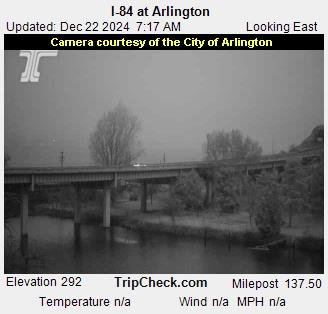 I-84 at Arlington
Updated: Dec 22 2024 7:17 AM Looking East
Camera courtesy of the City of Arlington
Elevation 292 TripCheck.com Milepost 137.50
Temperature n/a Wind n/a MPH n/a